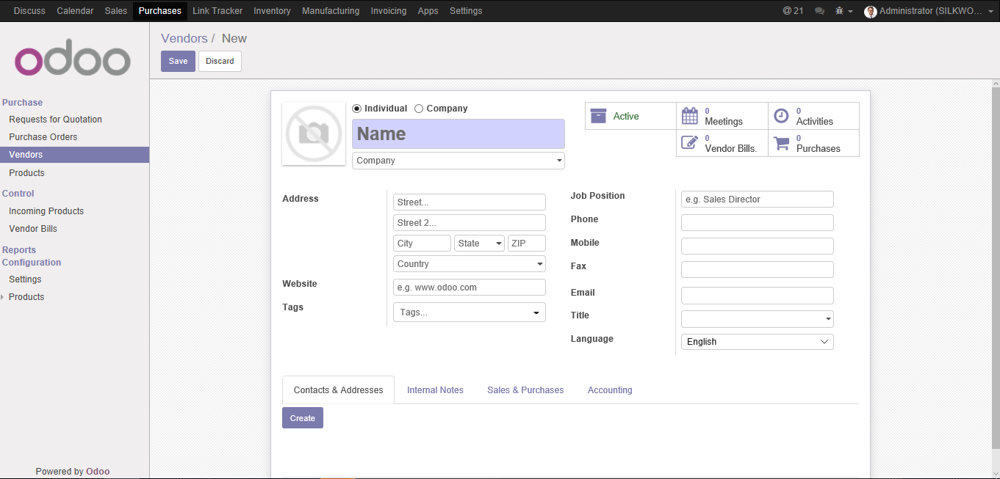 Discuss Calendar Sales Purchases Link Tracker Inventory Manufacturing Invoicing Apps Settings @ 21 Administrator (SILKWO...
odoo
Purchase
Requests for Quotation
Purchase Orders
Vendors
Products
Control
Incoming Products
Vendor Bills
Reports
Configuration
Settings
Products
Powered by Odoo
Vendors / New
Save Discard
Individual Company
Name
Company
Active
0
Meetings
0
Activities
0
Vendor Bills.
0
Purchases
Address
Street...
Street 2...
City State ZIP
Country
Website e.g. www.odoo.com
Tags Tags...
Job Position e.g. Sales Director
Phone
Mobile
Fax
Email
Title
Language English
Contacts & Addresses Internal Notes Sales & Purchases Accounting
Create